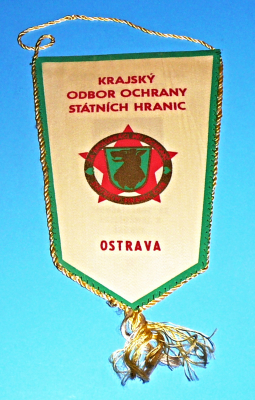 KRAJSKÝ
ODBOR OCHRANY
STÁTNÍCH HRANIC
OSTRAVA